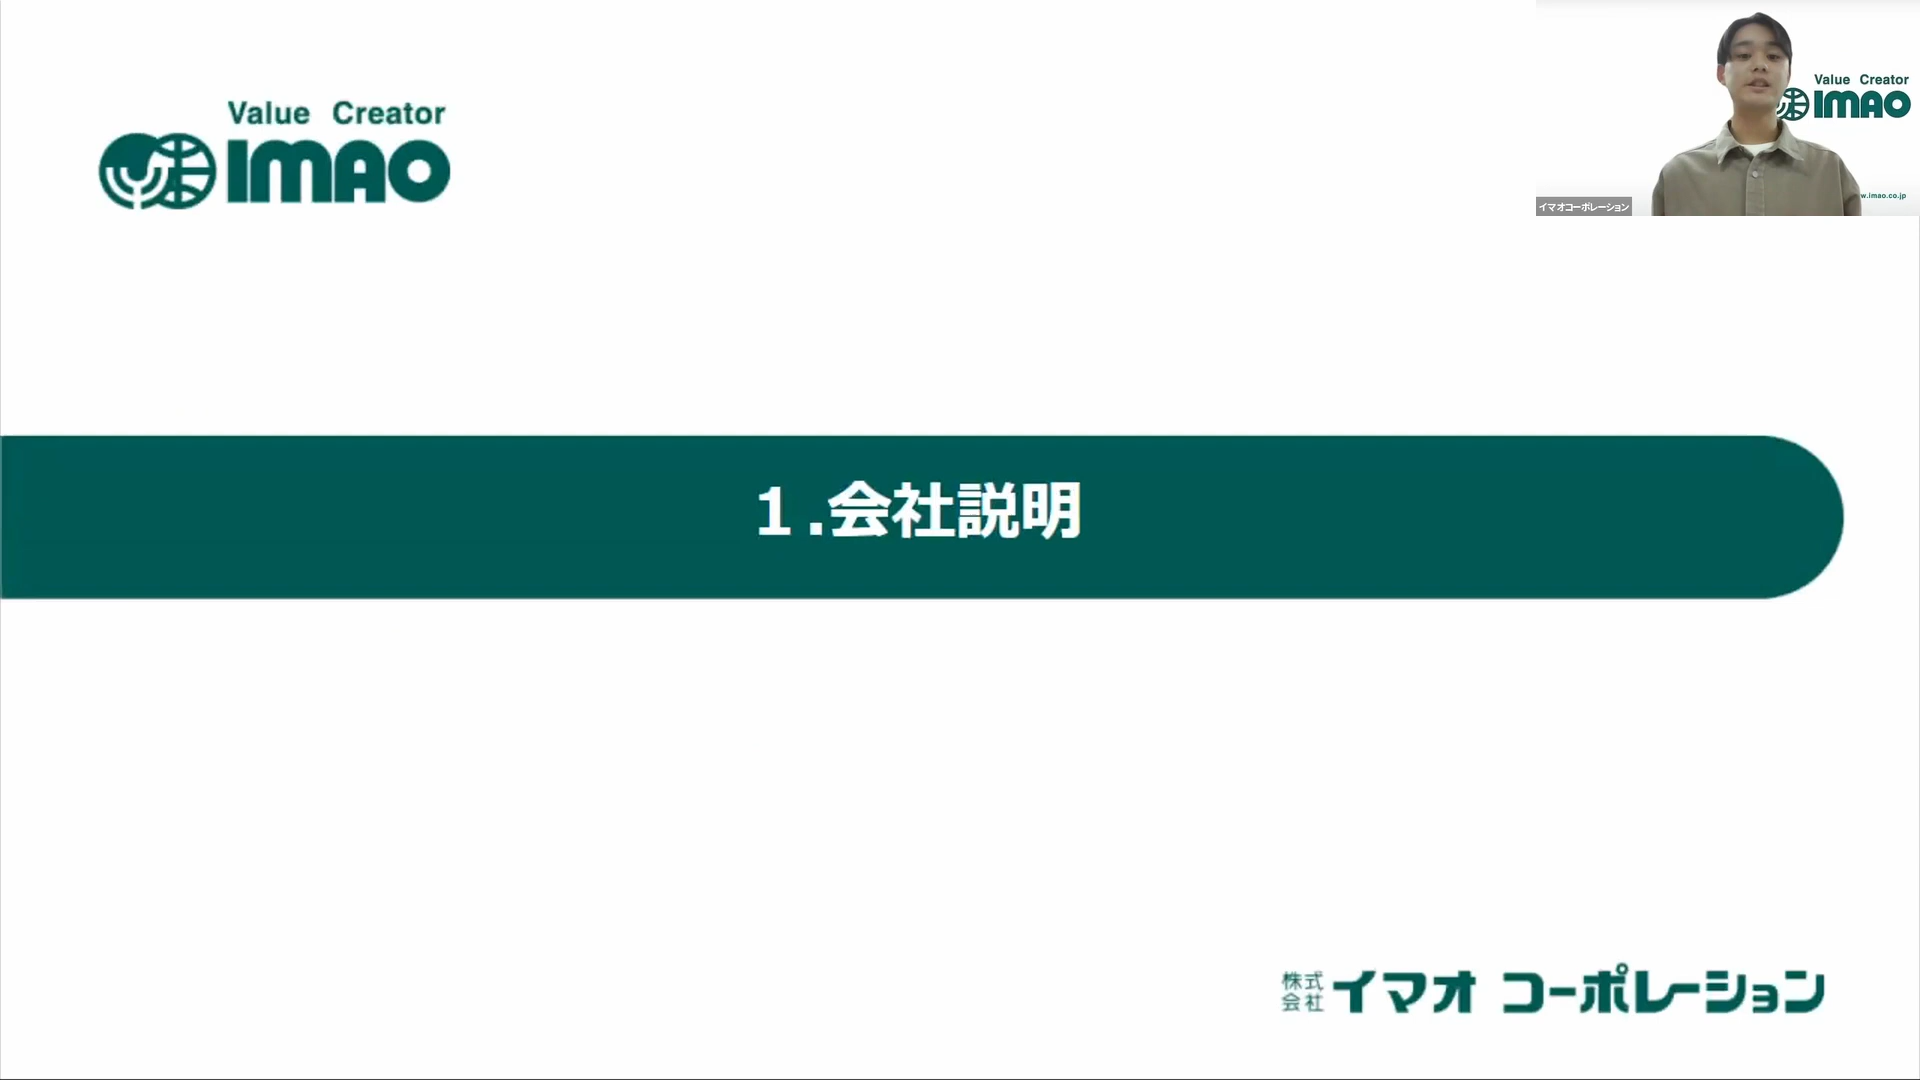 Value Creator
IMAO
Value Creator
IMAO
w.imao.co.jp
イマオコーポレーション
１.会社説明
株式会社 イマオ コーポレーション